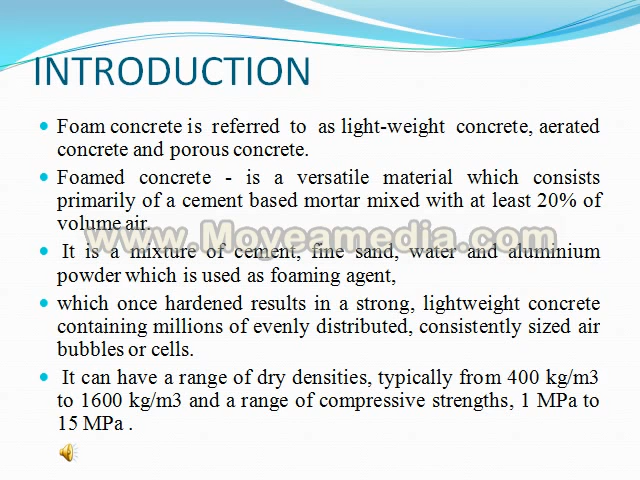 INTRODUCTION
Foam concrete is referred to as light-weight concrete, aerated
concrete and porous concrete.
Foamed concrete - is a versatile material which consists
primarily of a cement based mortar mixed with at least 20% of
volume air.
www.Moyeamedia.com
It is a mixture of cement, fine sand, water and aluminium
powder which is used as foaming agent,
which once hardened results in a strong, lightweight concrete
containing millions of evenly distributed, consistently sized air
bubbles or cells.
It can have a range of dry densities, typically from 400 kg/m3
to 1600 kg/m3 and a range of compressive strengths, 1 MPa to
15 MPa .